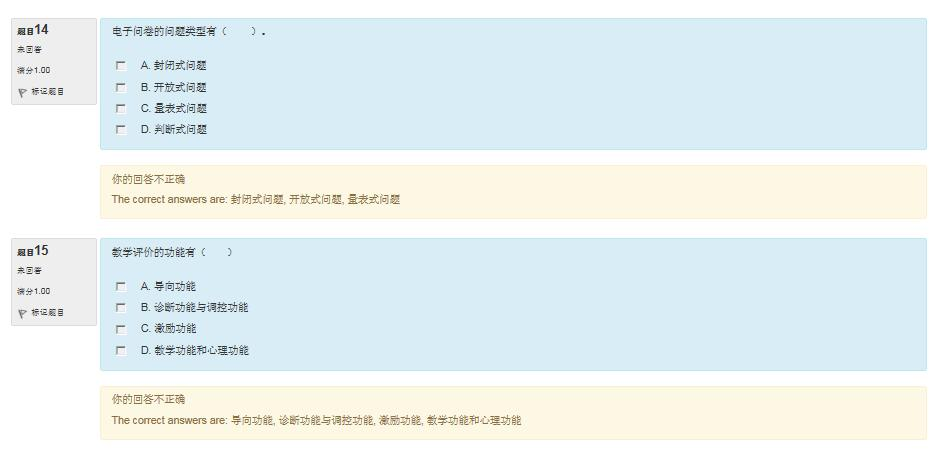 题目14
未回答
满分1.00
标记题目
电子问卷的问题类型有（ ）.
A. 封闭式问题
B. 开放式问题
C. 量表式问题
D. 判断式问题
你的回答不正确
The correct answers are: 封闭式问题, 开放式问题, 量表式问题
题目15
未回答
满分1.00
标记题目
教学评价的功能有（ ）
A. 导向功能
B. 诊断功能与调控功能
C. 激励功能
D. 教学功能和心理功能
你的回答不正确
The correct answers are: 导向功能, 诊断功能与调控功能, 激励功能, 教学功能和心理功能